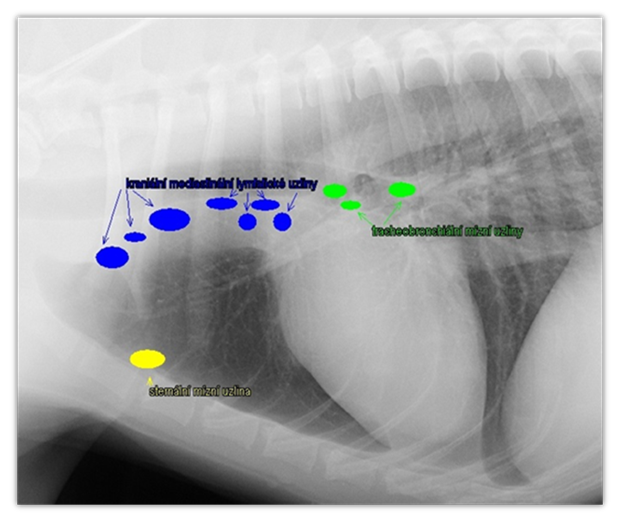 kraniální mediastinální lymfatické uzliny
tracheobronchiální mízní uzliny
sternální mízní uzlina